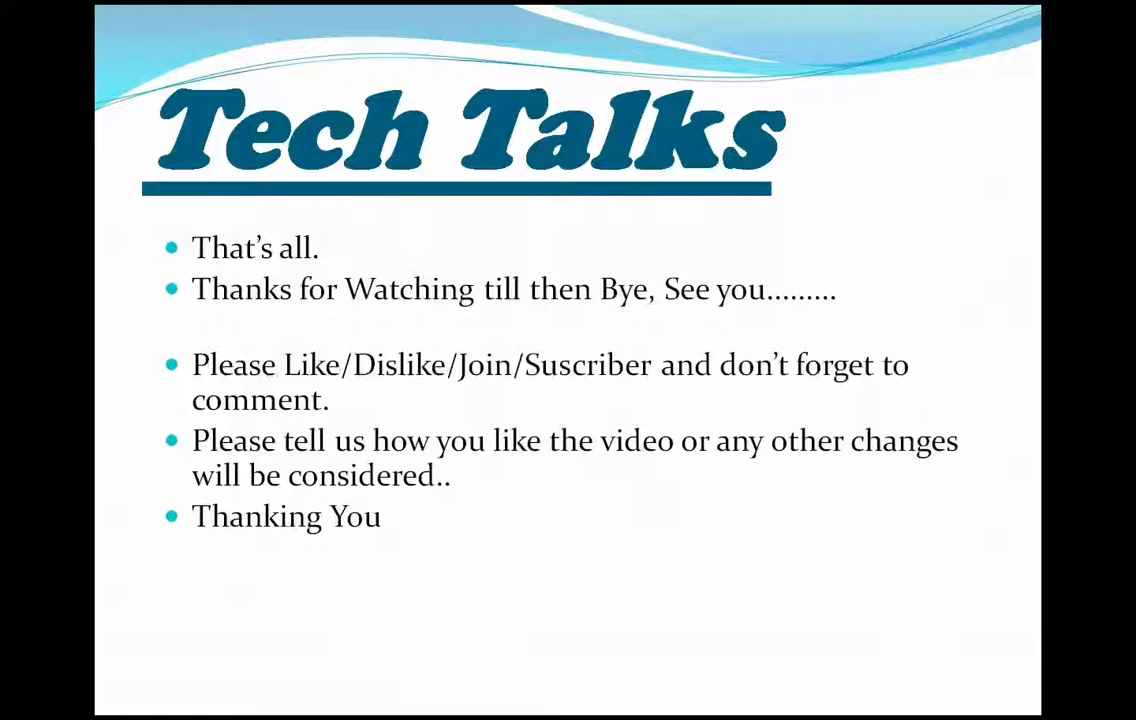 Tech Talks
That's all.
Thanks for Watching till then Bye, See you.........
Please Like/Dislike/Join/Suscriber and don't forget to
comment.
Please tell us how you like the video or any other changes
will be considered..
Thanking You